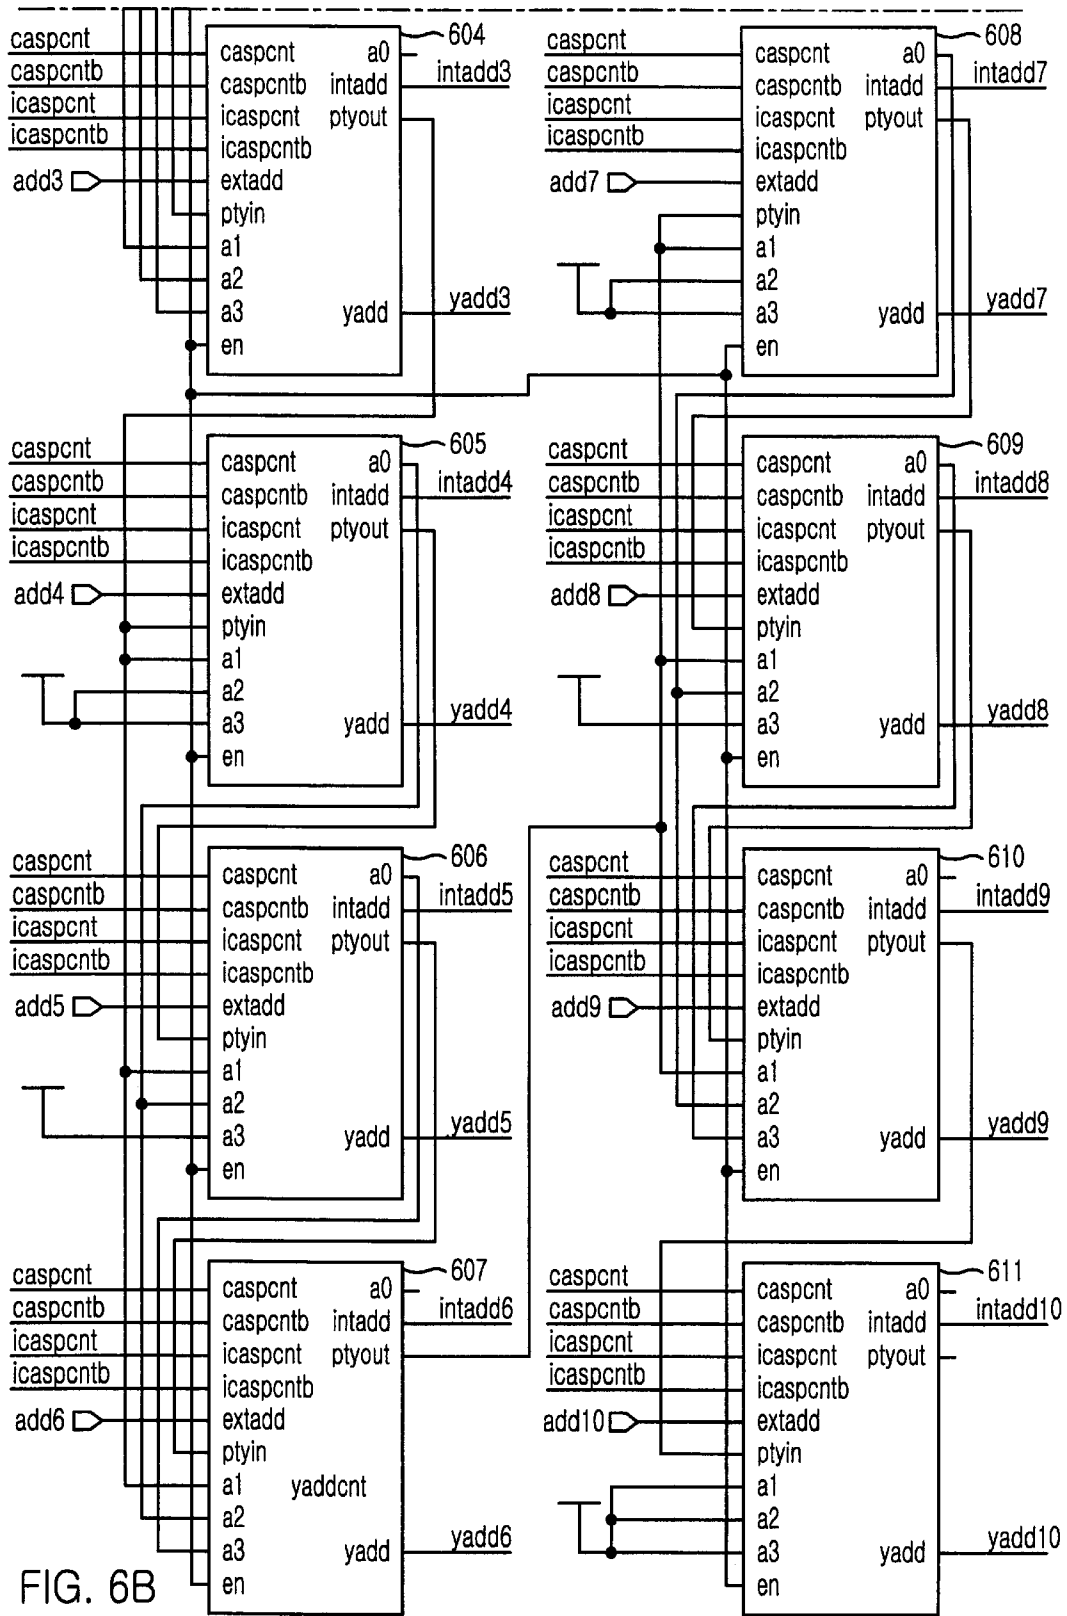 604
caspcnt caspcnt a0
caspcntb caspcntb intadd intadd3
icaspcnt icaspcnt ptyout
icaspcntb icaspcntb
add3 extadd
ptyin
a1
a2
a3 yadd yadd3
en
605
caspcnt caspcnt a0
caspcntb caspcntb intadd intadd4
icaspcnt icaspcnt ptyout
icaspcntb icaspcntb
add4 extadd
ptyin
a1
a2
a3 yadd yadd4
en
606
caspcnt caspcnt a0
caspcntb caspcntb intadd intadd5
icaspcnt icaspcnt ptyout
icaspcntb icaspcntb
add5 extadd
ptyin
a1
a2
a3 yadd yadd5
en
607
caspcnt caspcnt a0
caspcntb caspcntb intadd intadd6
icaspcnt icaspcnt ptyout
icaspcntb icaspcntb
add6 extadd
ptyin
a1 yaddcnt
a2
a3 yadd yadd6
en
608
caspcnt caspcnt a0
caspcntb caspcntb intadd intadd7
icaspcnt icaspcnt ptyout
icaspcntb icaspcntb
add7 extadd
ptyin
a1
a2
a3 yadd yadd7
en
609
caspcnt caspcnt a0
caspcntb caspcntb intadd intadd8
icaspcnt icaspcnt ptyout
icaspcntb icaspcntb
add8 extadd
ptyin
a1
a2
a3 yadd yadd8
en
610
caspcnt caspcnt a0
caspcntb caspcntb intadd intadd9
icaspcnt icaspcnt ptyout
icaspcntb icaspcntb
add9 extadd
ptyin
a1
a2
a3 yadd yadd9
en
611
caspcnt caspcnt a0
caspcntb caspcntb intadd intadd10
icaspcnt icaspcnt ptyout
icaspcntb icaspcntb
add10 extadd
ptyin
a1
a2
a3 yadd yadd10
en
FIG. 6B